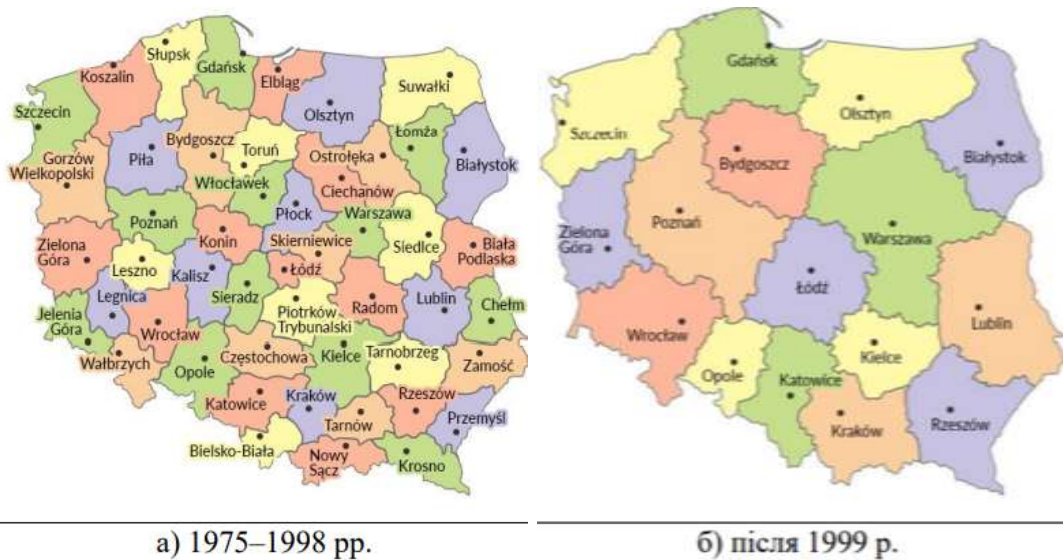 Słupsk
Koszalin
Gdańsk
Elbląg
Suwałki
Szczecin
Olsztyn
Łomża
Bydgoszcz
Toruń
Piła
Ostrołęka
Białystok
Gorzów
Wielkopolski
Włocławek
Ciechanów
Płock
Poznań
Warszawa
Konin
Skierniewice
Siedlce
Biała
Podlaska
Zielona
Góra
Leszno
Kalisz
Łódź
Legnica
Sieradz
Piotrków
Trybunalski
Radom
Lublin
Chełm
Jelenia
Góra
Wrocław
Wałbrzych
Częstochowa
Kielce
Tarnobrzeg
Zamość
Opole
Katowice
Kraków
Rzeszów
Przemyśl
Tarnów
Bielsko-Biała
Nowy
Sącz
Krosno
а) 1975–1998 рр.
Gdańsk
Olsztyn
Szczecin
Bydgoszcz
Białystok
Poznań
Warszawa
Zielona
Góra
Łódź
Lublin
Wrocław
Kielce
Opole
Katowice
Kraków
Rzeszów
б) після 1999 р.